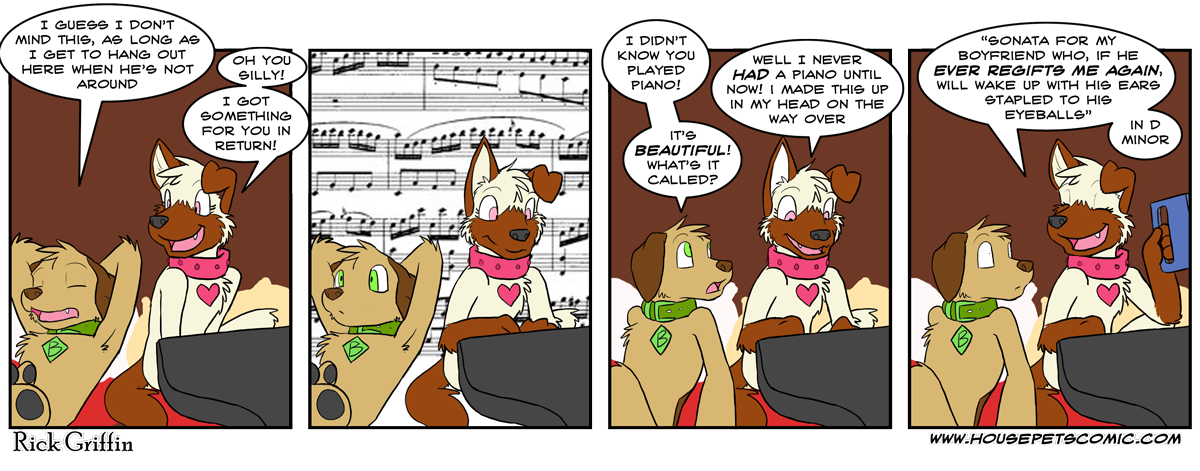 I GUESS I DON'T
MIND THIS, AS LONG AS
I GET TO HANG OUT
HERE WHEN HE'S NOT
AROUND
OH YOU
SILLY!
I GOT
SOMETHING
FOR YOU IN
RETURN!
B
B
I DIDN'T
KNOW YOU
PLAYED
PIANO!
WELL I NEVER
HAD A PIANO UNTIL
NOW! I MADE THIS UP
IN MY HEAD ON THE
WAY OVER
IT'S
BEAUTIFUL!
WHAT'S IT
CALLED?
B
"SONATA FOR MY
BOYFRIEND WHO, IF HE
EVER REGIFTS ME AGAIN,
WILL WAKE UP WITH HIS EARS
STAPLED TO HIS
EYEBALLS"
IN D
MINOR
B
Rick Griffin
WWW.HOUSEPETSCOMIC.COM